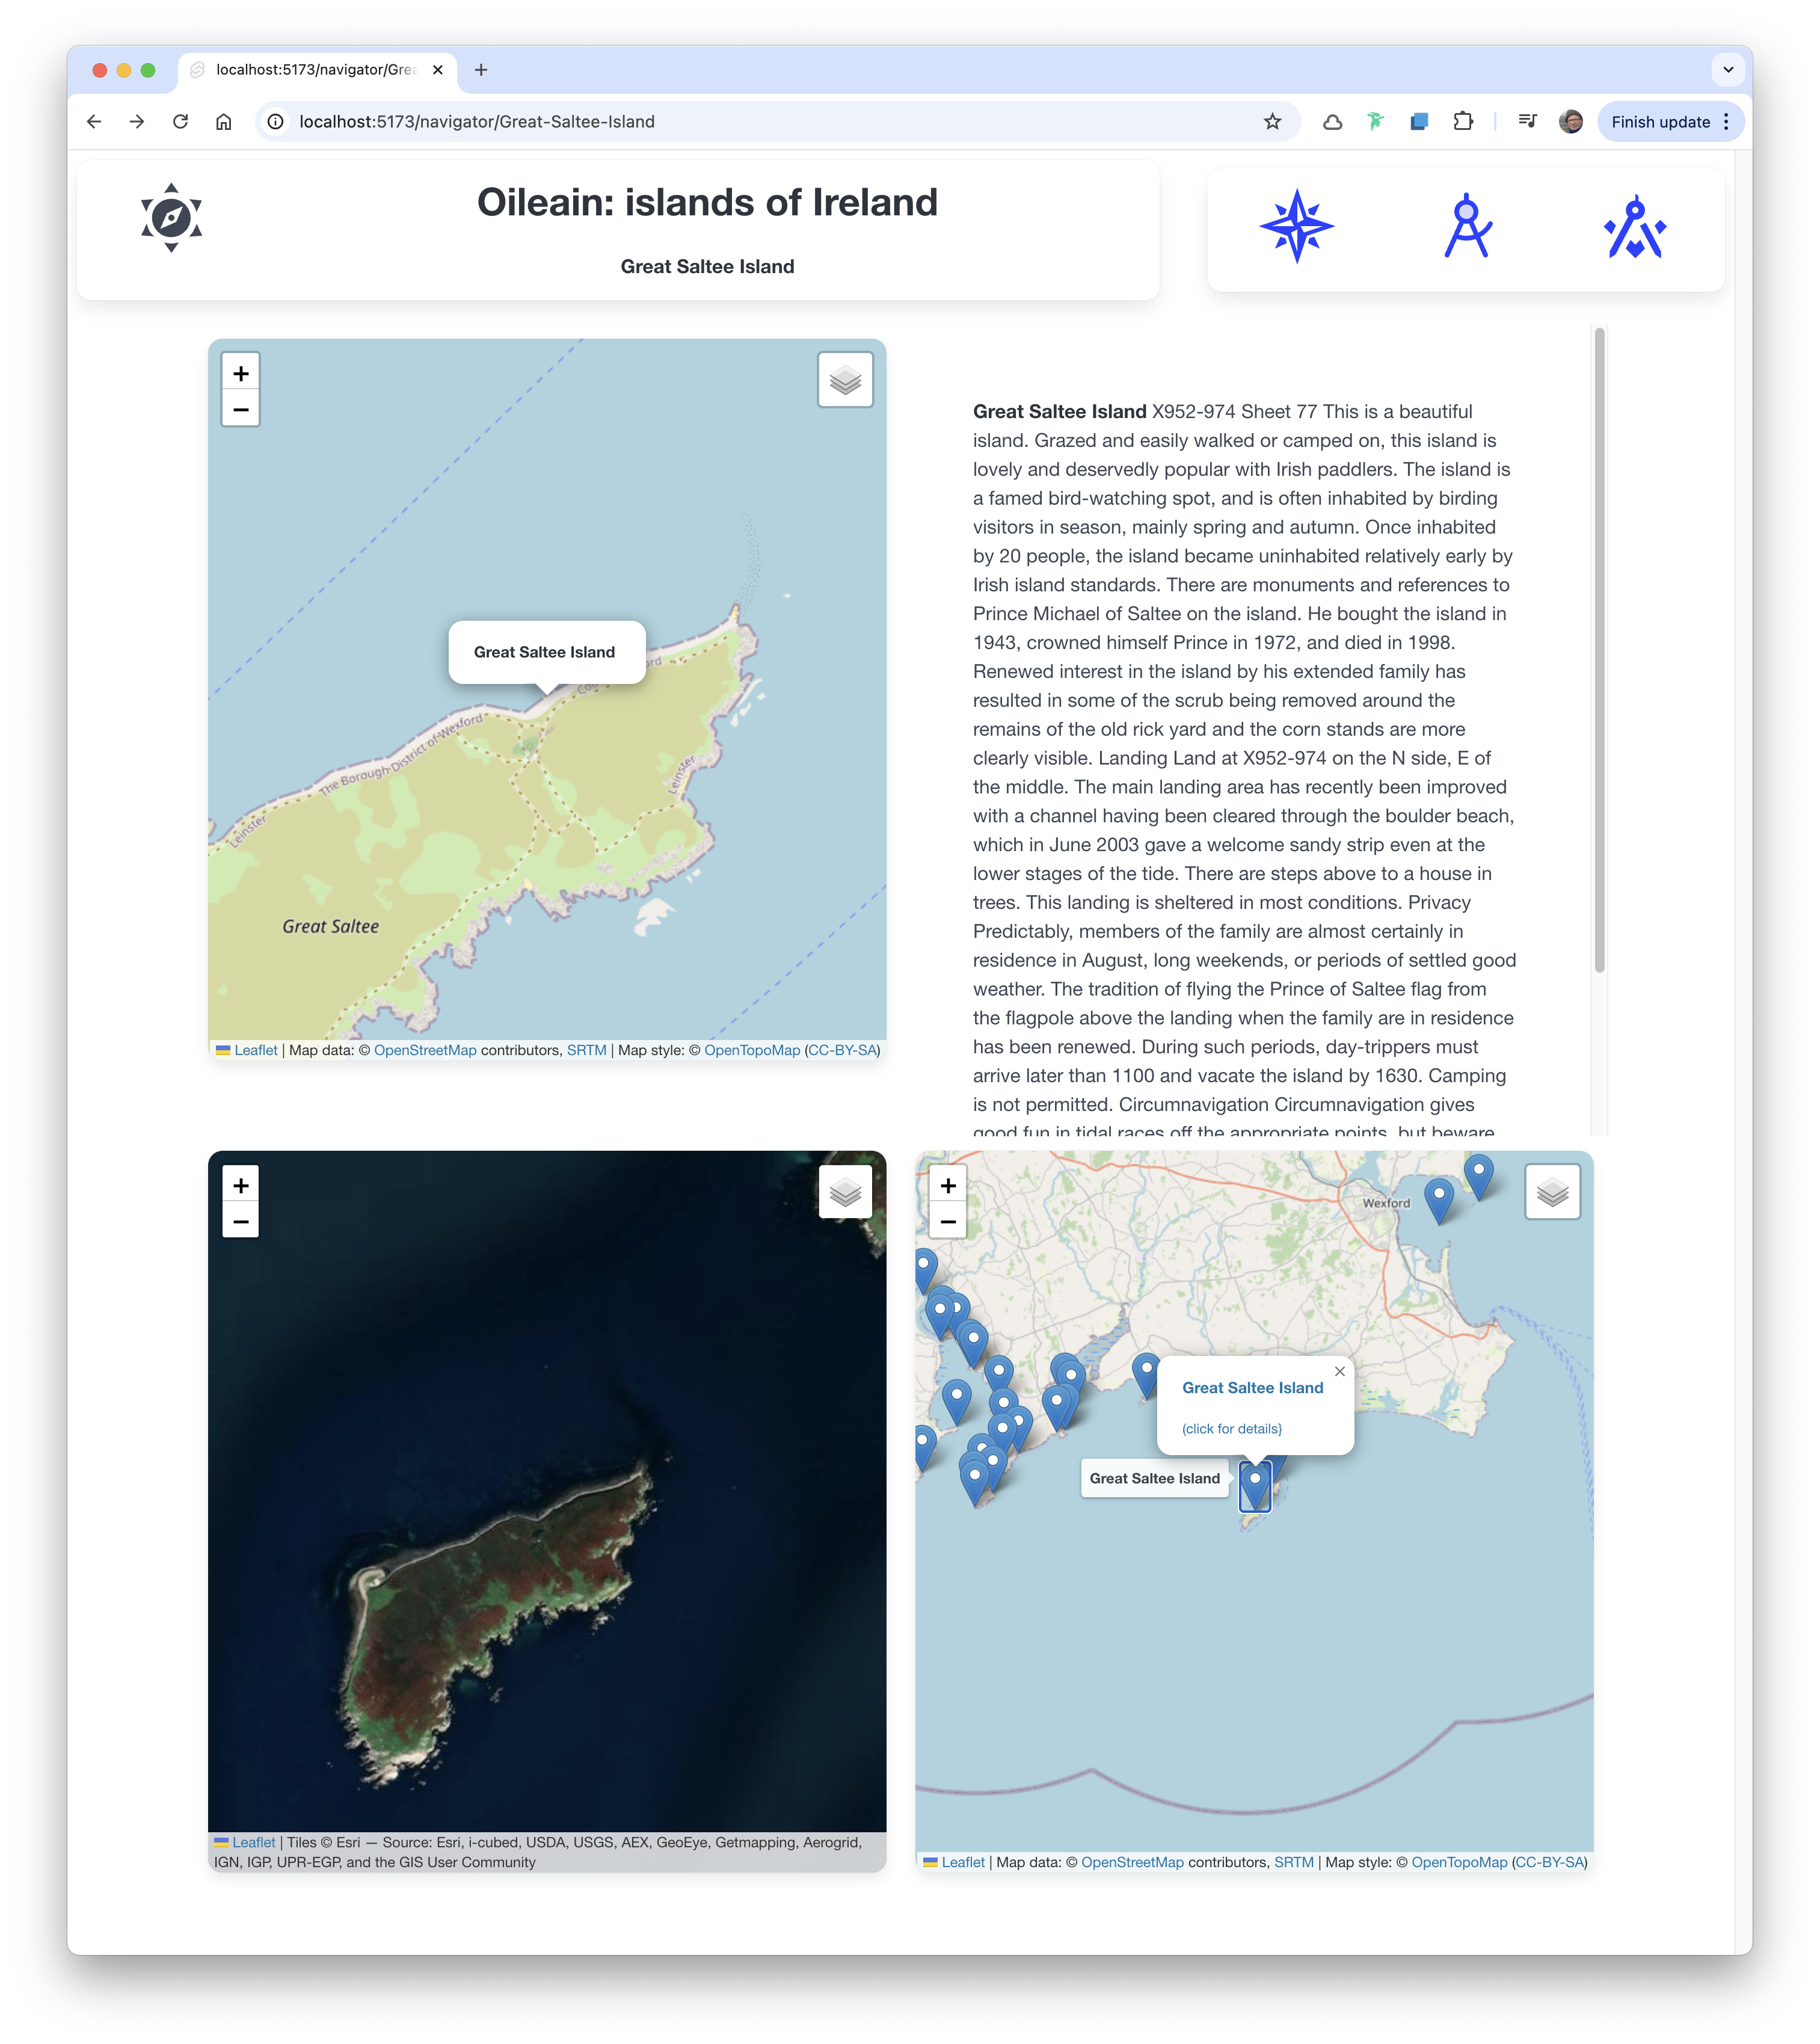 localhost:5173/navigator/Grea
localhost:5173/navigator/Great-Saltee-Island
Finish update
Oileain: islands of Ireland
Great Saltee Island
+
−
Great Saltee Island
The Borough District of Wexford
Leinster
Leinster
Great Saltee
Leaflet | Map data: © OpenStreetMap contributors, SRTM | Map style: © OpenTopoMap (CC-BY-SA)
Great Saltee Island X952-974 Sheet 77 This is a beautiful
island. Grazed and easily walked or camped on, this island is
lovely and deservedly popular with Irish paddlers. The island is
a famed bird-watching spot, and is often inhabited by birding
visitors in season, mainly spring and autumn. Once inhabited
by 20 people, the island became uninhabited relatively early by
Irish island standards. There are monuments and references to
Prince Michael of Saltee on the island. He bought the island in
1943, crowned himself Prince in 1972, and died in 1998.
Renewed interest in the island by his extended family has
resulted in some of the scrub being removed around the
remains of the old rick yard and the corn stands are more
clearly visible. Landing Land at X952-974 on the N side, E of
the middle. The main landing area has recently been improved
with a channel having been cleared through the boulder beach,
which in June 2003 gave a welcome sandy strip even at the
lower stages of the tide. There are steps above to a house in
trees. This landing is sheltered in most conditions. Privacy
Predictably, members of the family are almost certainly in
residence in August, long weekends, or periods of settled good
weather. The tradition of flying the Prince of Saltee flag from
the flagpole above the landing when the family are in residence
has been renewed. During such periods, day-trippers must
arrive later than 1100 and vacate the island by 1630. Camping
is not permitted. Circumnavigation Circumnavigation gives
good fun in tidal races off the appropriate points, but beware
+
−
Leaflet | Tiles © Esri — Source: Esri, i-cubed, USDA, USGS, AEX, GeoEye, Getmapping, Aerogrid,
IGN, IGP, UPR-EGP, and the GIS User Community
+
−
Wexford
Great Saltee Island
(click for details}
Great Saltee Island
Leaflet | Map data: © OpenStreetMap contributors, SRTM | Map style: © OpenTopoMap (CC-BY-SA)